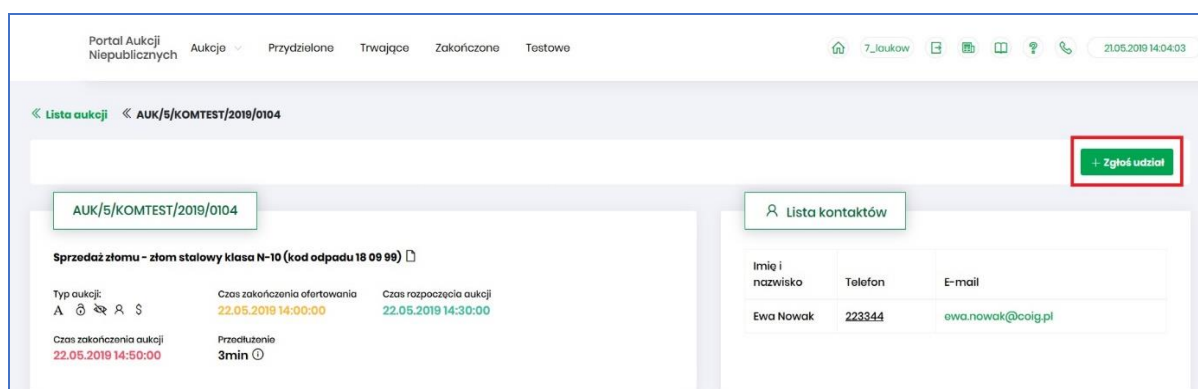 Portal Aukcji
Niepublicznych
Aukcje Przydzielone Trwające Zakończone Testowe
7_laukow
21.05.2019 14:04:03
« Lista aukcji « AUK/5/KOMTEST/2019/0104
+ Zgłoś udział
AUK/5/KOMTEST/2019/0104
Sprzedaż złomu - złom stalowy klasa N-10 (kod odpadu 18 09 99)
Typ aukcji: Czas zakończenia ofertowania Czas rozpoczęcia aukcji
A $ 22.05.2019 14:00:00 22.05.2019 14:30:00
Czas zakończenia aukcji Przedłużenie
22.05.2019 14:50:00 3min
Lista kontaktów
Imię i
nazwisko Telefon E-mail
Ewa Nowak 223344 ewa.nowak@coig.pl